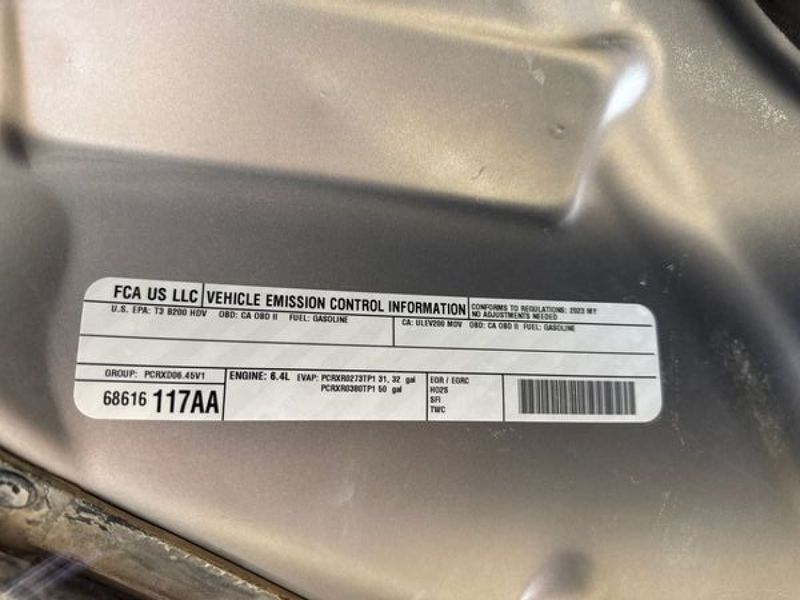 FCA US LLC VEHICLE EMISSION CONTROL INFORMATION
CONFORMS TO REGULATIONS: 2023 MY
NO ADJUSTMENTS NEEDED
U.S. EPA: T3 B200 HDV OBD: CA OBD II FUEL: GASOLINE
CA: ULEV200 MDV OBD: CA OBD II FUEL: GASOLINE
GROUP: PCRXD06.45V1
68616 117AA
ENGINE: 6.4L EVAP: PCRXR0273TP1 31, 32 gal
PCRXR0380TP1 50 gal
EGR / EGRC
HO2S
SFI
TWC